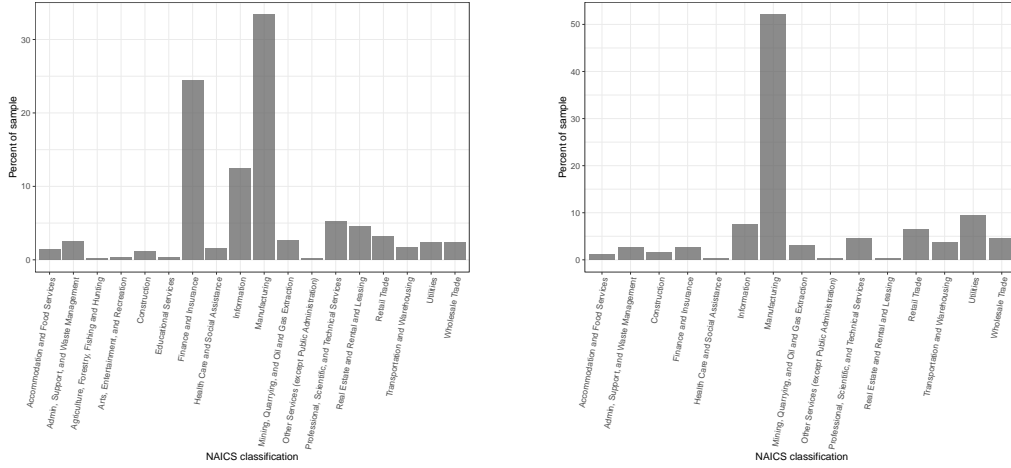 Percent of sample
30
20
10
0
Accommodation and Food Services
Admin, Support, and Waste Management
Agriculture, Forestry, Fishing and Hunting
Arts, Entertainment, and Recreation
Construction
Educational Services
Finance and Insurance
Health Care and Social Assistance
Information
Manufacturing
Mining, Quarrying, and Oil and Gas Extraction
Other Services (except Public Administration)
Professional, Scientific, and Technical Services
Real Estate and Rental and Leasing
Retail Trade
Transportation and Warehousing
Utilities
Wholesale Trade
NAICS classification
Percent of sample
50
40
30
20
10
0
Accommodation and Food Services
Admin, Support, and Waste Management
Construction
Finance and Insurance
Health Care and Social Assistance
Information
Manufacturing
Mining, Quarrying, and Oil and Gas Extraction
Other Services (except Public Administration)
Professional, Scientific, and Technical Services
Real Estate and Rental and Leasing
Retail Trade
Transportation and Warehousing
Utilities
Wholesale Trade
NAICS classification